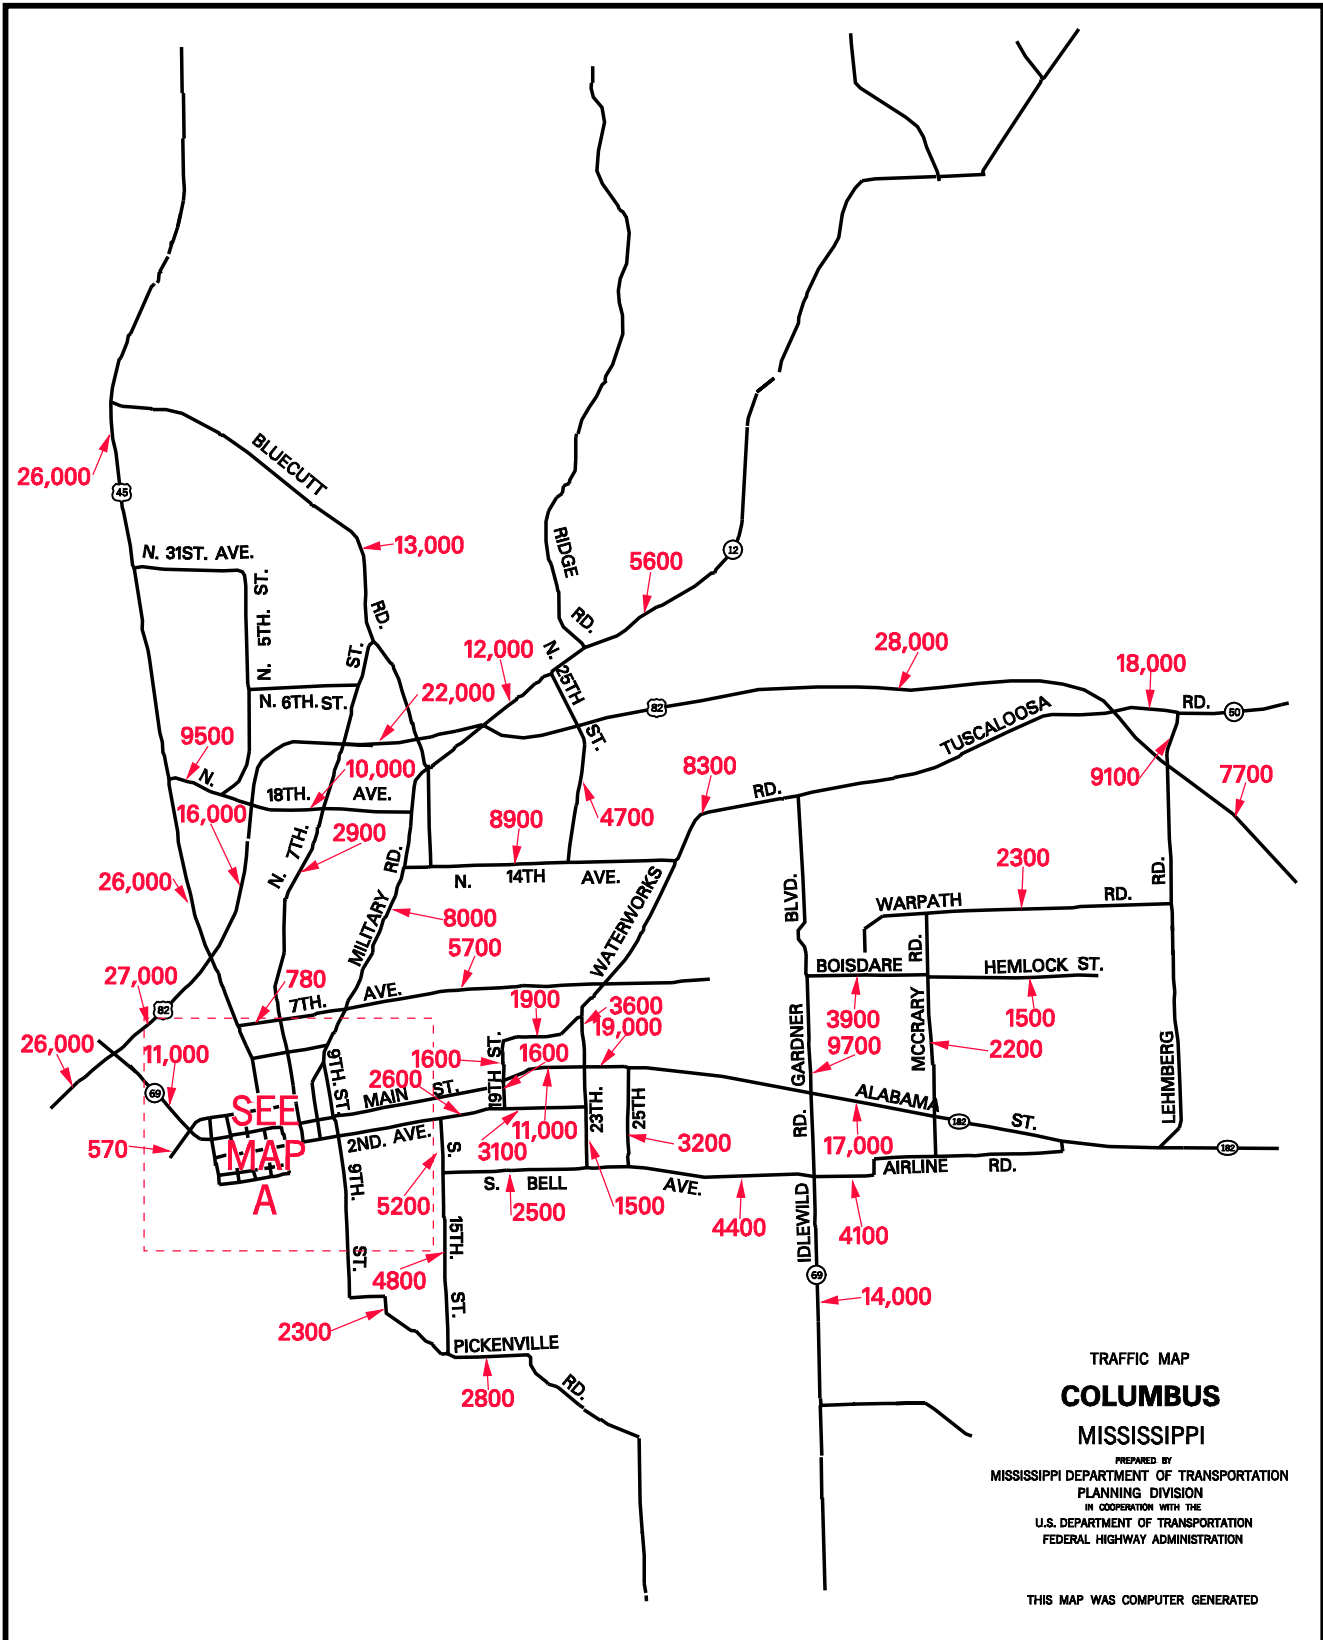 BLUECUTT
26,000
45
N. 31ST. AVE.
13,000
RIDGE
12
5600
N. 5TH. ST.
RD.
RD.
12,000
ST.
N. 25TH ST.
28,000
18,000
N. 6TH. ST.
22,000
82
TUSCALOOSA
RD.
50
9500
N.
18TH.
AVE.
10,000
8300
RD.
9100
7700
16,000
2900
8900
4700
N. 7TH.
RD.
N.
14TH
AVE.
2300
26,000
MILITARY
8000
WATERWORKS
BLVD.
WARPATH
RD.
RD.
5700
RD.
27,000
780
BOISDARE
HEMLOCK ST.
82
7TH.
AVE.
1900
3600
19,000
GARDNER
3900
9700
MCCRARY
1500
2200
26,000
11,000
9TH. ST.
1600
19TH ST.
1600
LEHMBERG
69
2600
MAIN
ST.
ALABAMA
182
ST.
SEE
MAP
A
23TH.
25TH
RD.
570
2ND. AVE.
S.
3100
11,000
3200
17,000
182
AIRLINE
RD.
9TH.
5200
S.
BELL
AVE.
2500
1500
4400
4100
IDLEWILD
15TH.
ST.
4800
69
14,000
ST.
2300
PICKENVILLE
2800
RD.
TRAFFIC MAP
COLUMBUS
MISSISSIPPI
PREPARED BY
MISSISSIPPI DEPARTMENT OF TRANSPORTATION
PLANNING DIVISION
IN COOPERATION WITH THE
U.S. DEPARTMENT OF TRANSPORTATION
FEDERAL HIGHWAY ADMINISTRATION
THIS MAP WAS COMPUTER GENERATED